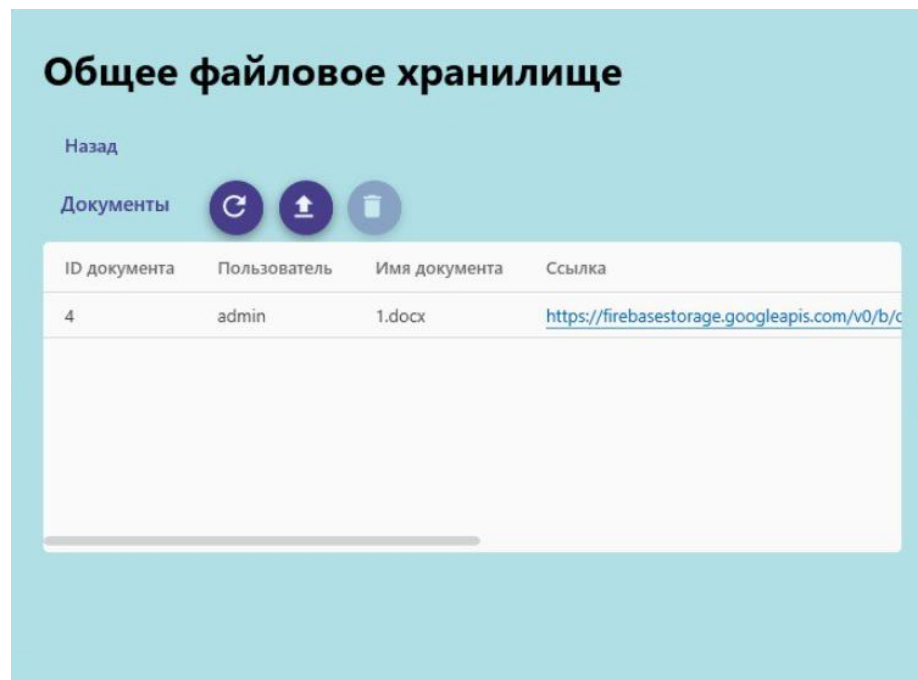 Общее файловое хранилище
Назад
Документы
ID документа Пользователь Имя документа Ссылка
4 admin 1.docx https://firebasestorage.googleapis.com/v0/b/c